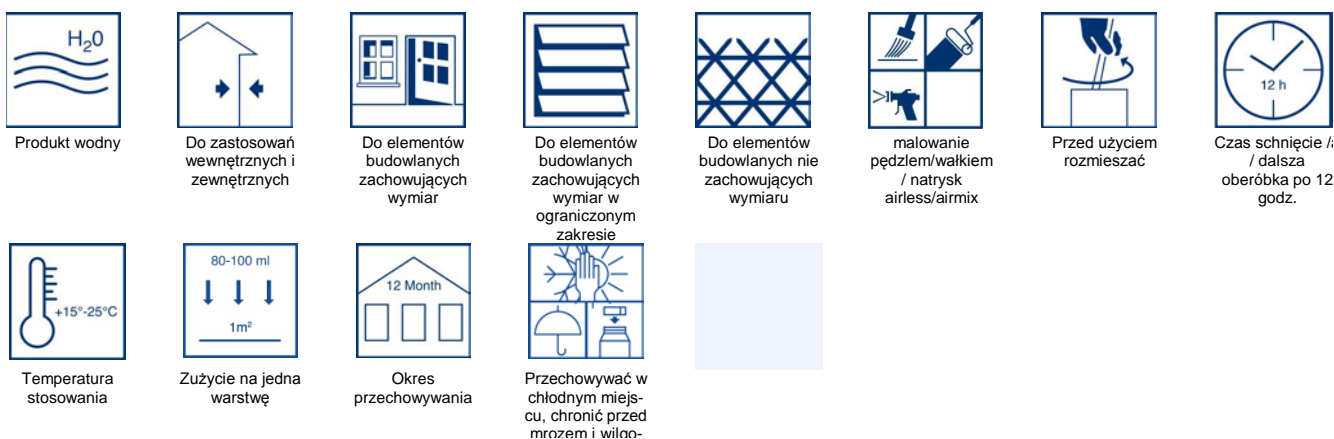 H₂0
Produkt wodny
Do zastosowań
wewnętrznych i
zewnętrznych
Do elementów
budowlanych
zachowujących
wymiar
Do elementów
budowlanych
zachowujących
wymiar w
ograniczonym
zakresie
Do elementów
budowlanych nie
zachowujących
wymiaru
malowanie
pędzlem/wałkiem
/ natrysk
airless/airmix
Przed użyciem
rozmieszać
12 h
Czas schnięcie /a
/ dalsza
oberóbka po 12
godz.
+15°-25°C
Temperatura
stosowania
80-100 ml
1m²
Zużycie na jedna
warstwę
12 Month
Okres
przechowywania
Przechowywać w
chłodnym miejs-
cu, chronić przed
mrozem i wilgo-